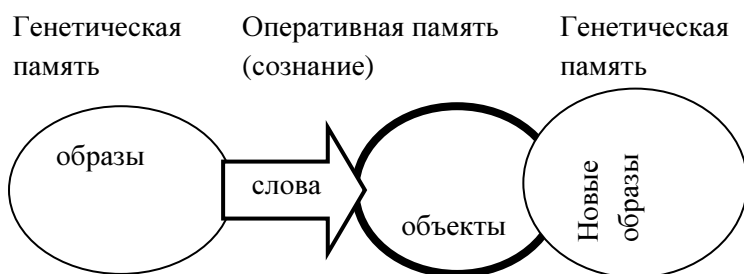 Генетическая
память
Оперативная память
(сознание)
Генетическая
память
образы
слова
объекты
Новые
образы